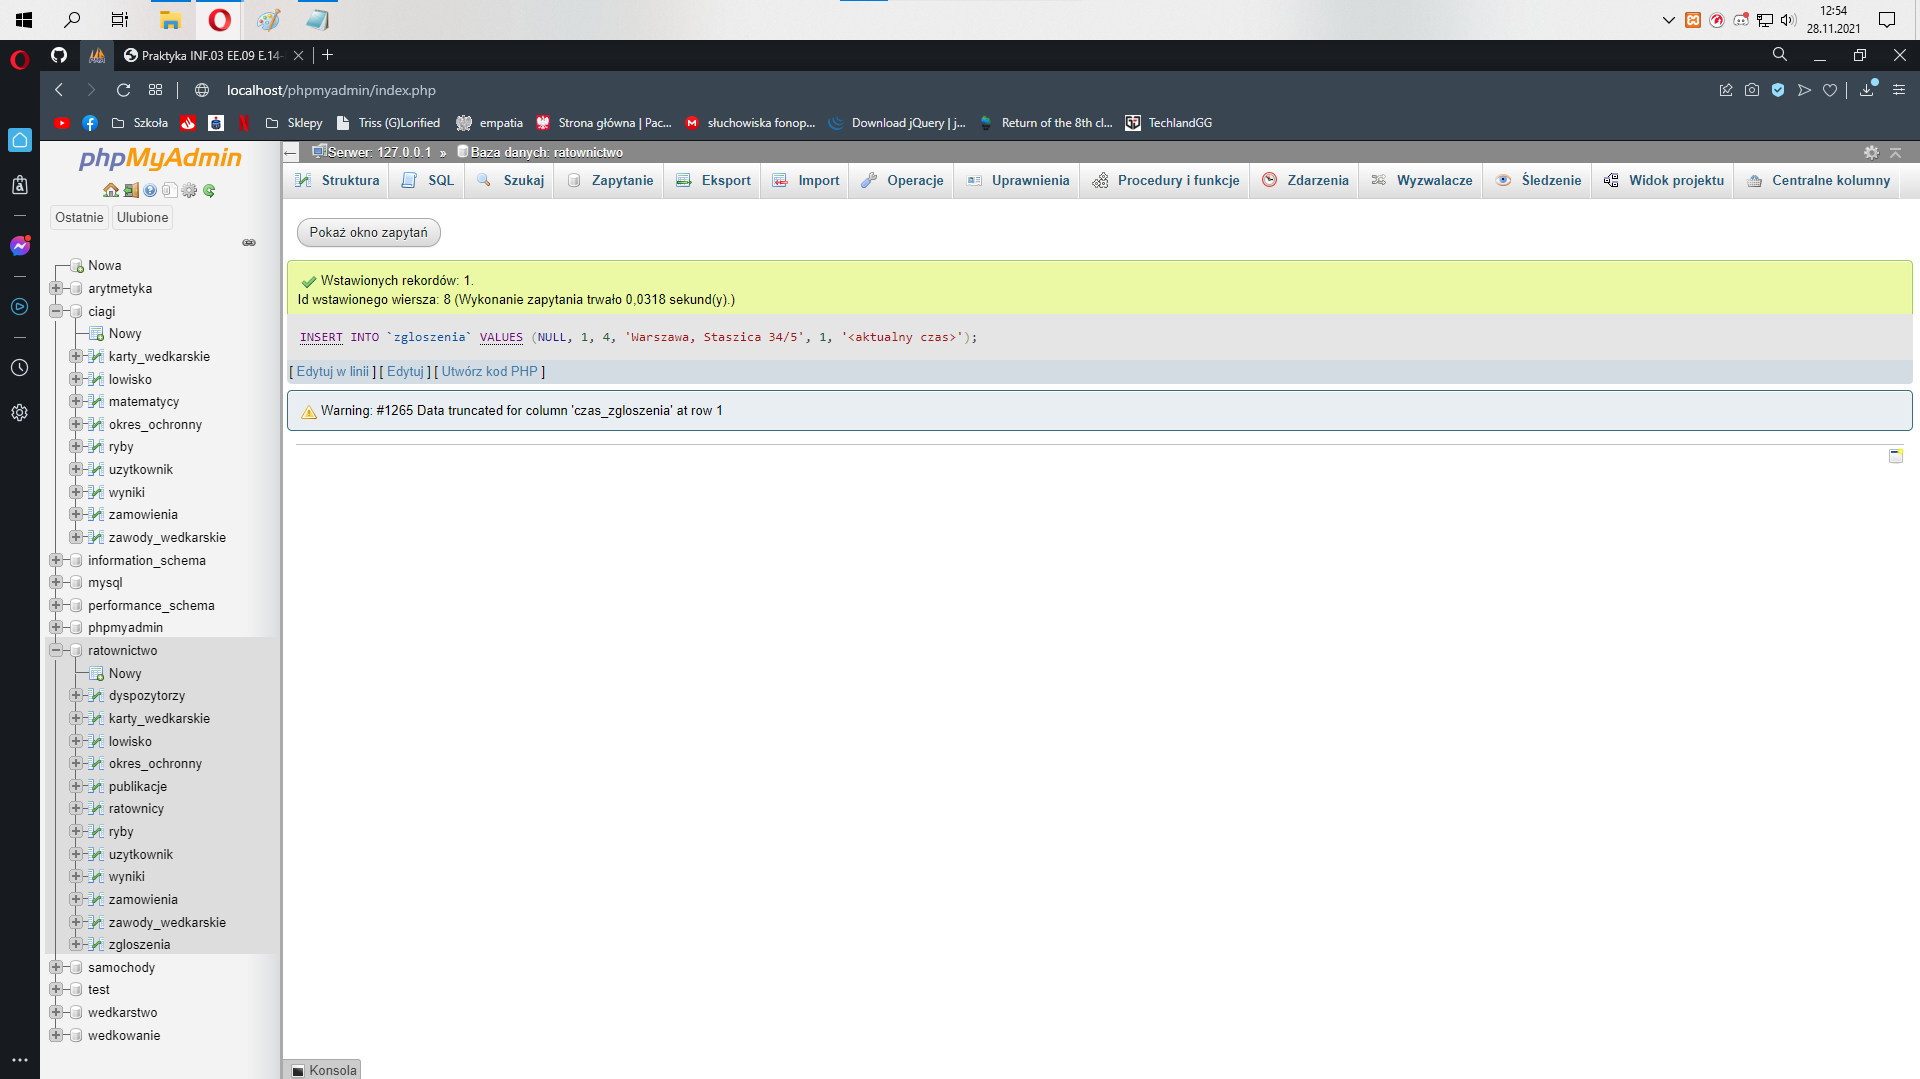 12:54
28.11.2021
Praktyka INF.03 EE.09 E.14-
localhost/phpmyadmin/index.php
Szkoła
Sklepy
Triss (G)Lorified
empatia
Strona główna | Pac...
słuchowiska fonop...
Download jQuery | j...
Return of the 8th cl...
TechlandGG
phpMyAdmin
Ostatnie
Ulubione
Nowa
arytmetyka
ciagi
Nowy
karty_wedkarskie
lowisko
matematycy
okres_ochronny
ryby
uzytkownik
wyniki
zamowienia
zawody_wedkarskie
information_schema
mysql
performance_schema
phpmyadmin
ratownictwo
Nowy
dyspozytorzy
karty_wedkarskie
lowisko
okres_ochronny
publikacje
ratownicy
ryby
uzytkownik
wyniki
zamowienia
zawody_wedkarskie
zgloszenia
samochody
test
wedkarstwo
wedkowanie
Serwer: 127.0.0.1 » Baza danych: ratownictwo
Struktura
SQL
Szukaj
Zapytanie
Eksport
Import
Operacje
Uprawnienia
Procedury i funkcje
Zdarzenia
Wyzwalacze
Śledzenie
Widok projektu
Centralne kolumny
Pokaż okno zapytań
Wstawionych rekordów: 1.
Id wstawionego wiersza: 8 (Wykonanie zapytania trwało 0,0318 sekund(y).)
INSERT INTO `zgloszenia` VALUES (NULL, 1, 4, 'Warszawa, Staszica 34/5', 1, '<aktualny czas>');
[ Edytuj w linii ] [ Edytuj ] [ Utwórz kod PHP ]
Warning: #1265 Data truncated for column 'czas_zgloszenia' at row 1
Konsola